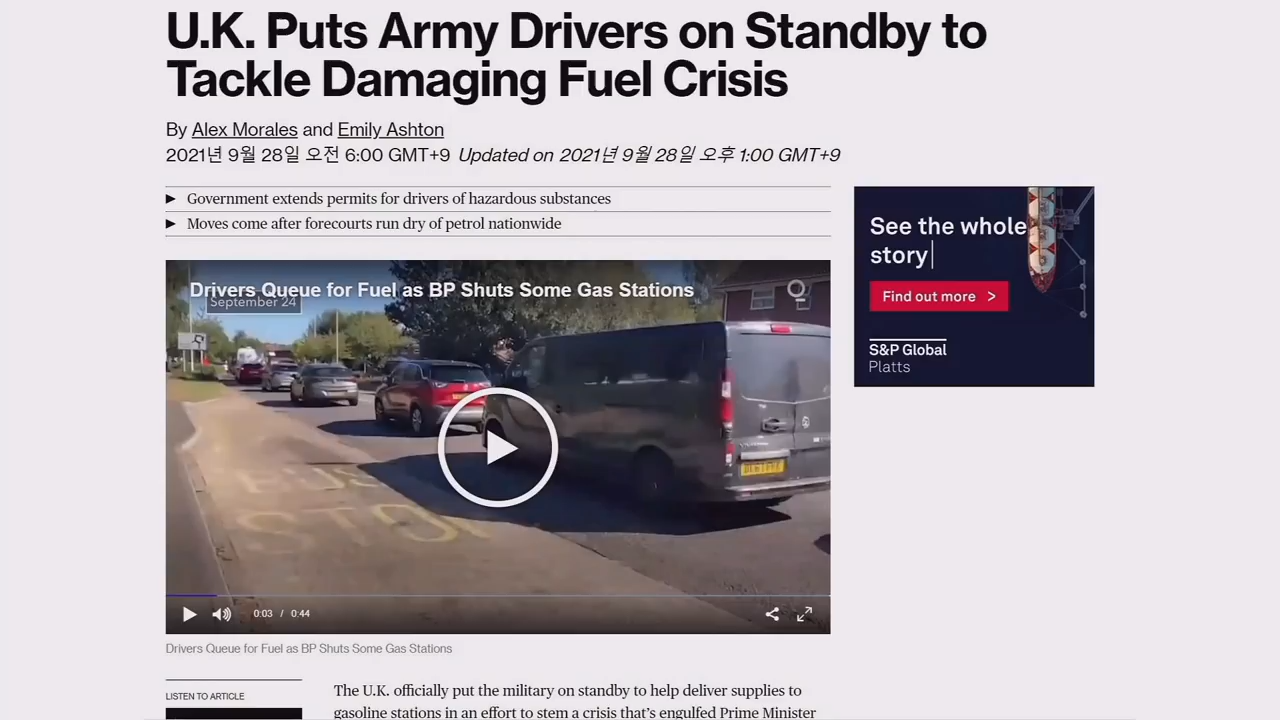 U.K. Puts Army Drivers on Standby to
Tackle Damaging Fuel Crisis
By Alex Morales and Emily Ashton
2021년 9월 28일 오전 6:00 GMT+9 Updated on 2021년 9월 28일 오후 1:00 GMT+9
► Government extends permits for drivers of hazardous substances
► Moves come after forecourts run dry of petrol nationwide
Drivers Queue for Fuel as BP Shuts Some Gas Stations
September 24
BUS
STOP
0:03 / 0:44
Drivers Queue for Fuel as BP Shuts Some Gas Stations
See the whole
story
Find out more >
S&P Global
Platts
LISTEN TO ARTICLE
The U.K. officially put the military on standby to help deliver supplies to
gasoline stations in an effort to stem a crisis that's engulfed Prime Minister